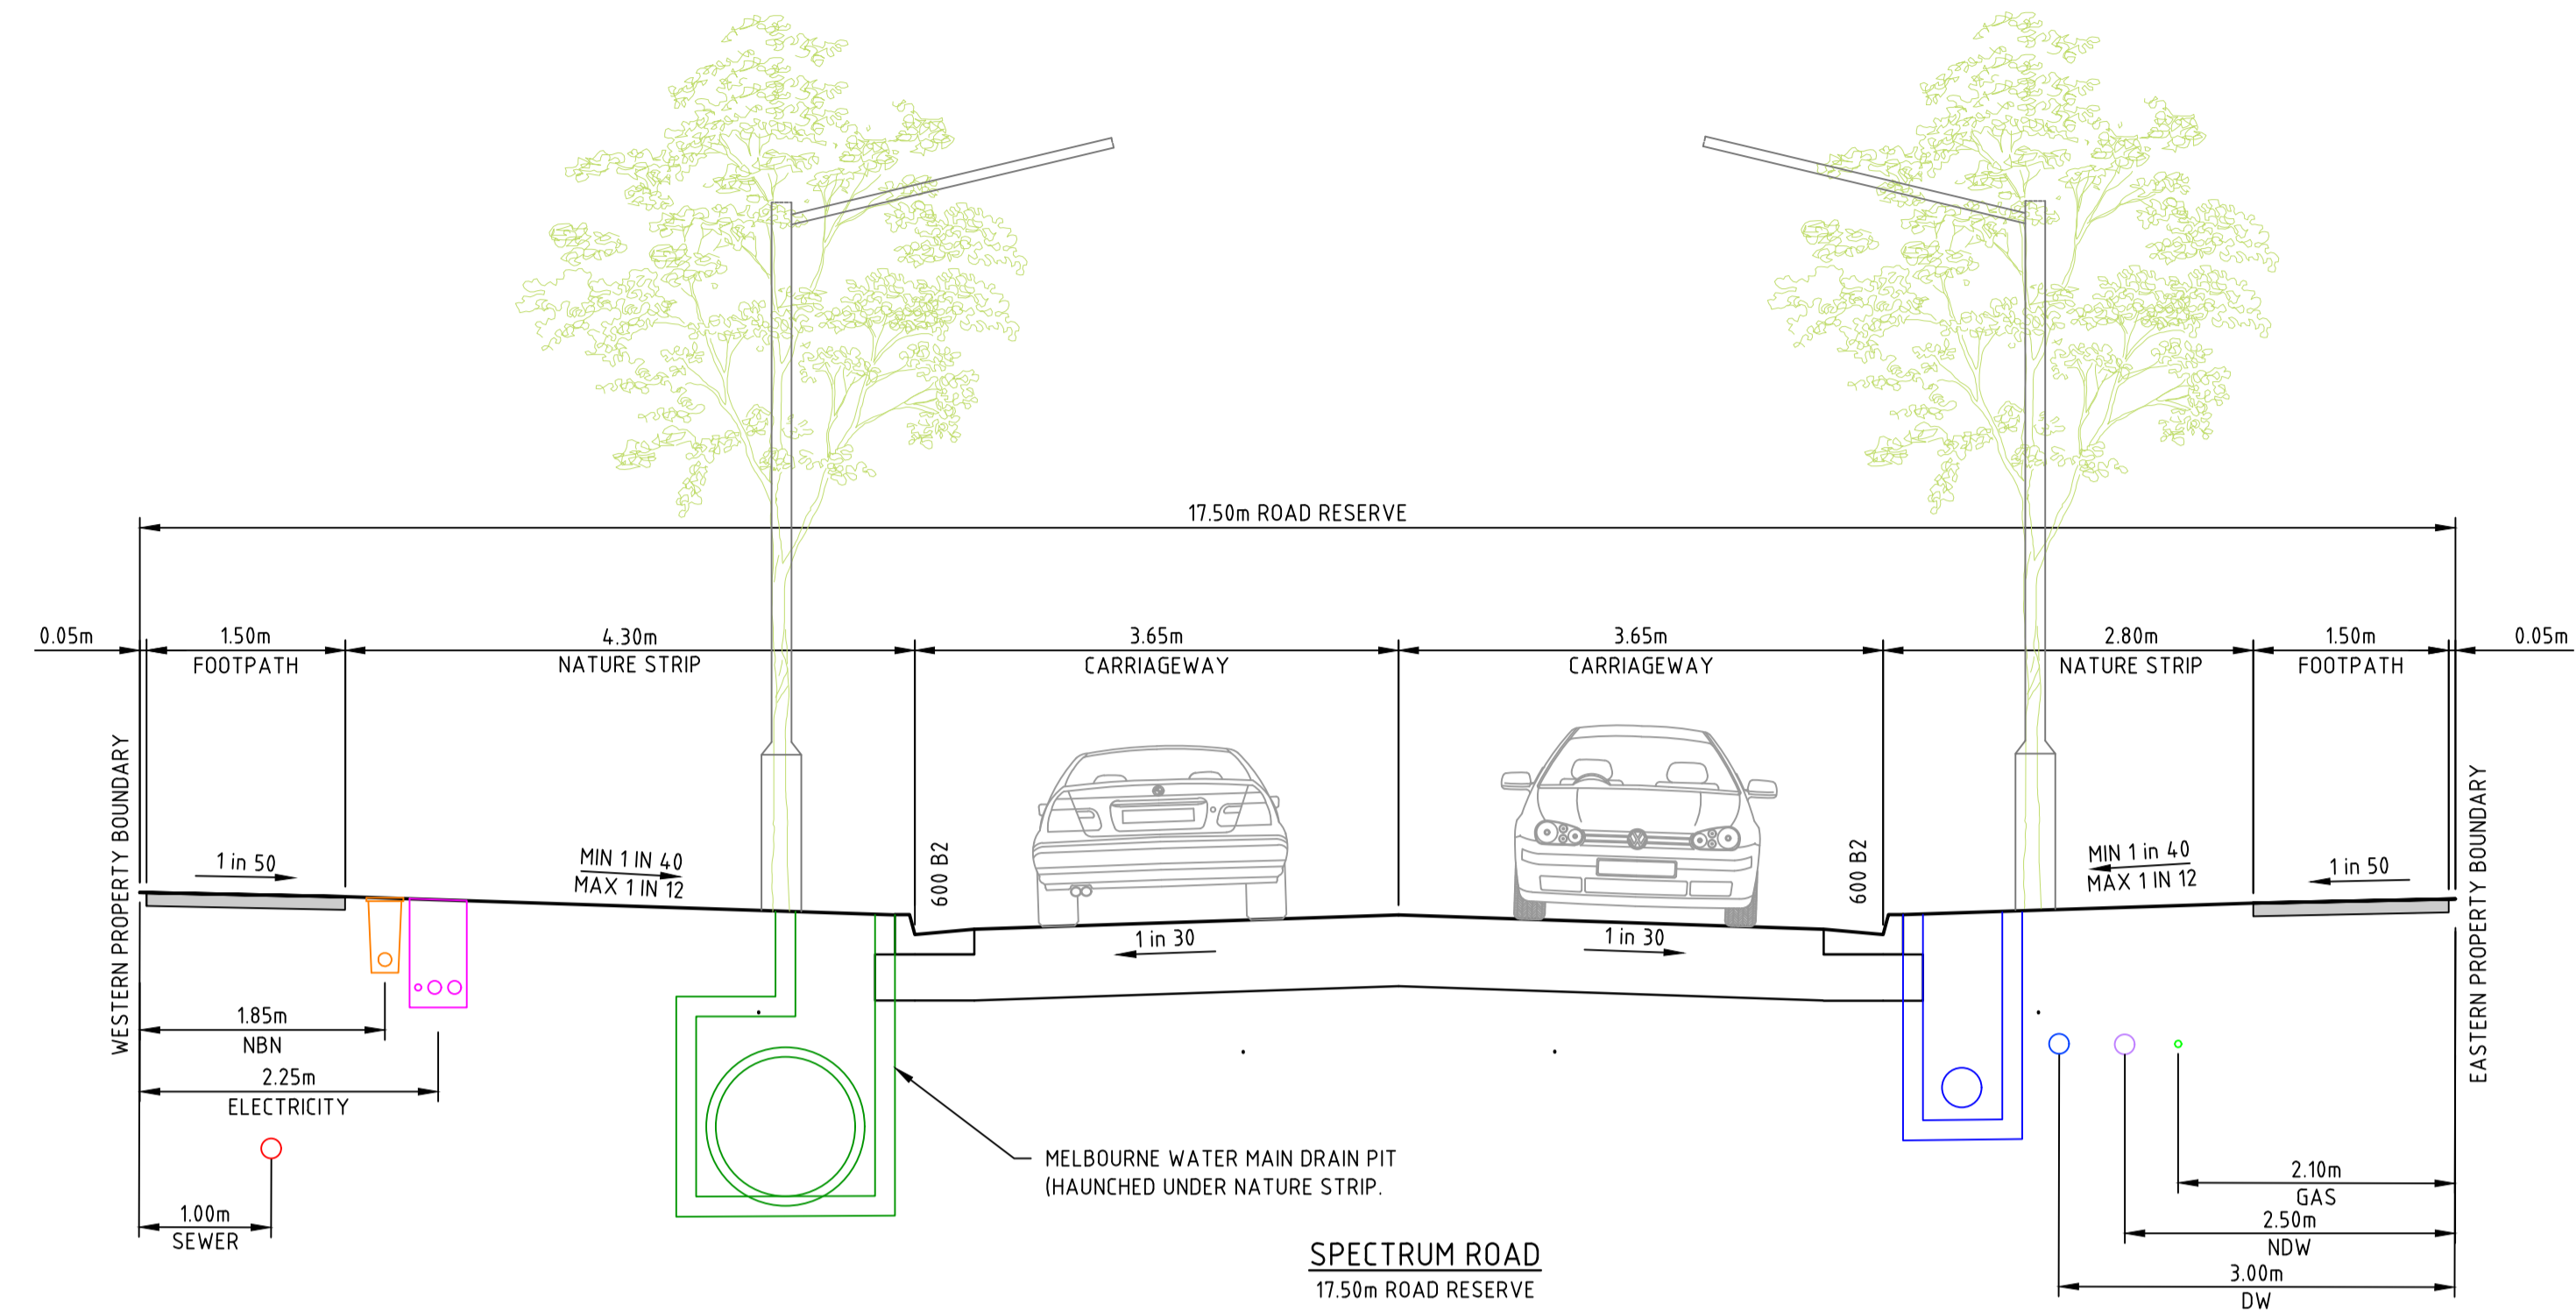 17.50m ROAD RESERVE
0.05m
1.50m
FOOTPATH
4.30m
NATURE STRIP
3.65m
CARRIAGEWAY
3.65m
CARRIAGEWAY
2.80m
NATURE STRIP
1.50m
FOOTPATH
0.05m
WESTERN PROPERTY BOUNDARY
1 in 50
MIN 1 IN 40
MAX 1 IN 12
600 B2
1 in 30
1 in 30
600 B2
MIN 1 in 40
MAX 1 IN 12
1 in 50
EASTERN PROPERTY BOUNDARY
1.85m
NBN
2.25m
ELECTRICITY
1.00m
SEWER
MELBOURNE WATER MAIN DRAIN PIT
(HAUNCHED UNDER NATURE STRIP.
2.10m
GAS
2.50m
NDW
3.00m
DW
SPECTRUM ROAD
17.50m ROAD RESERVE